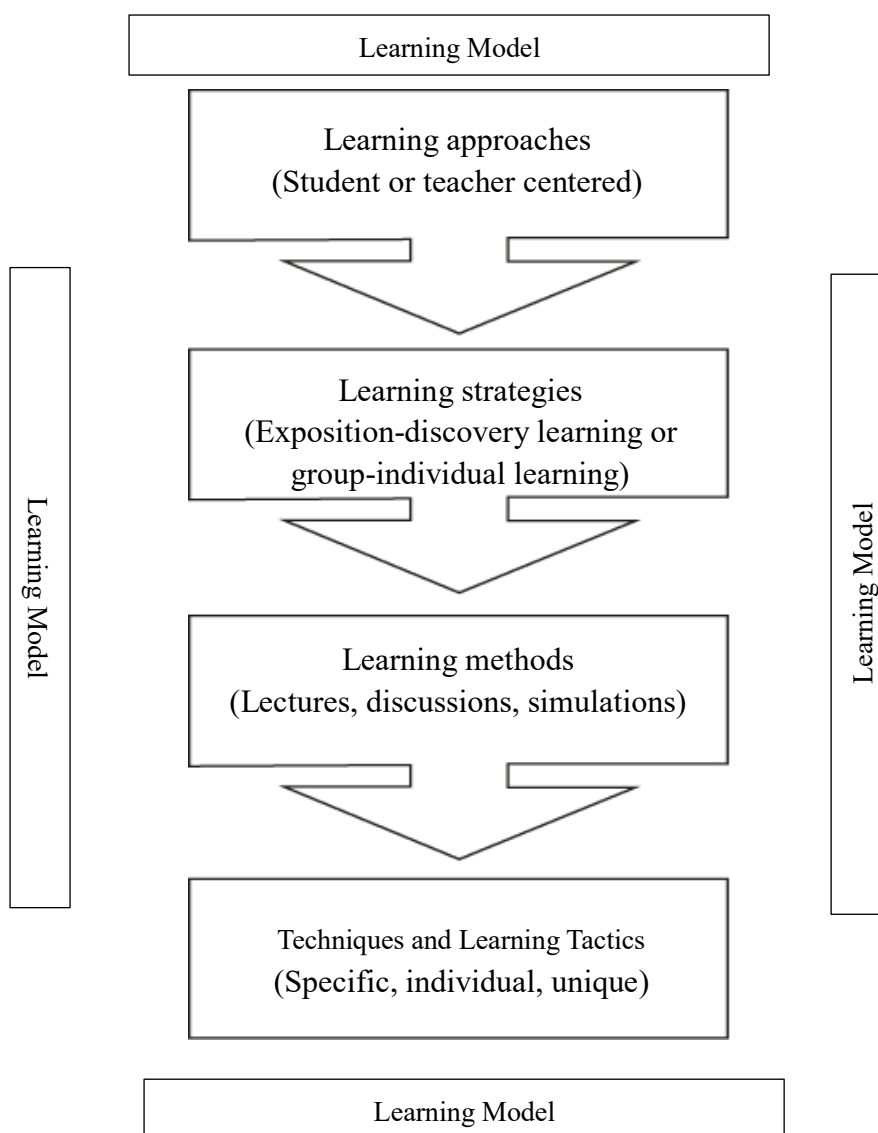 Learning Model
Learning approaches
(Student or teacher centered)
Learning strategies
(Exposition-discovery learning or
group-individual learning)
Learning Model
Learning Model
Learning methods
(Lectures, discussions, simulations)
Techniques and Learning Tactics
(Specific, individual, unique)
Learning Model